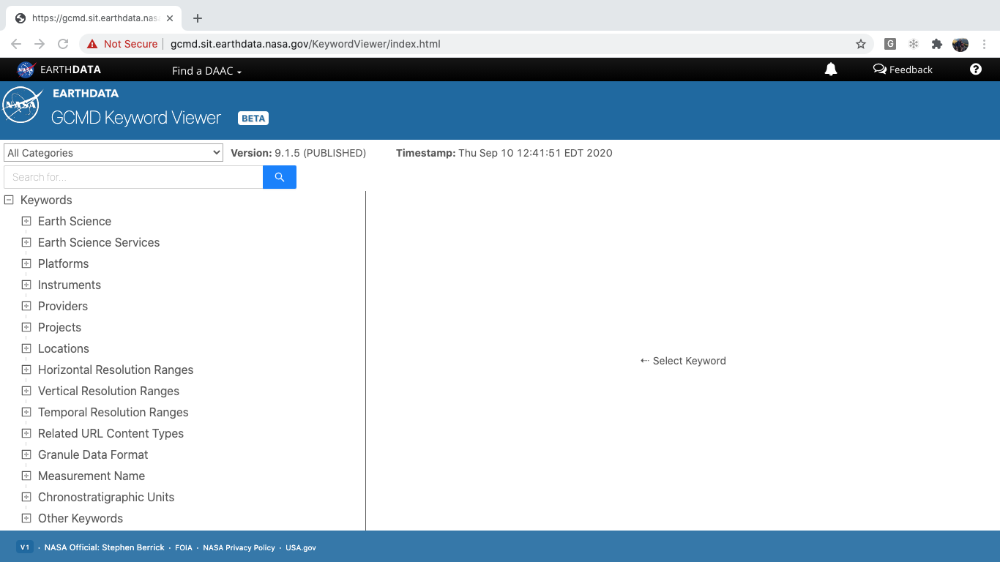 https://gcmd.sit.earthdata.nas
Not Secure gcmd.sit.earthdata.nasa.gov/KeywordViewer/index.html
G
NASA EARTHDATA Find a DAAC Feedback ?
NASA
EARTHDATA
GCMD Keyword Viewer BETA
All Categories Version: 9.1.5 (PUBLISHED) Timestamp: Thu Sep 10 12:41:51 EDT 2020
Search for...
Keywords
Earth Science
Earth Science Services
Platforms
Instruments
Providers
Projects
Locations
Horizontal Resolution Ranges
Vertical Resolution Ranges
Temporal Resolution Ranges
Related URL Content Types
Granule Data Format
Measurement Name
Chronostratigraphic Units
Other Keywords
⇠ Select Keyword
V1 · NASA Official: Stephen Berrick · FOIA · NASA Privacy Policy · USA.gov